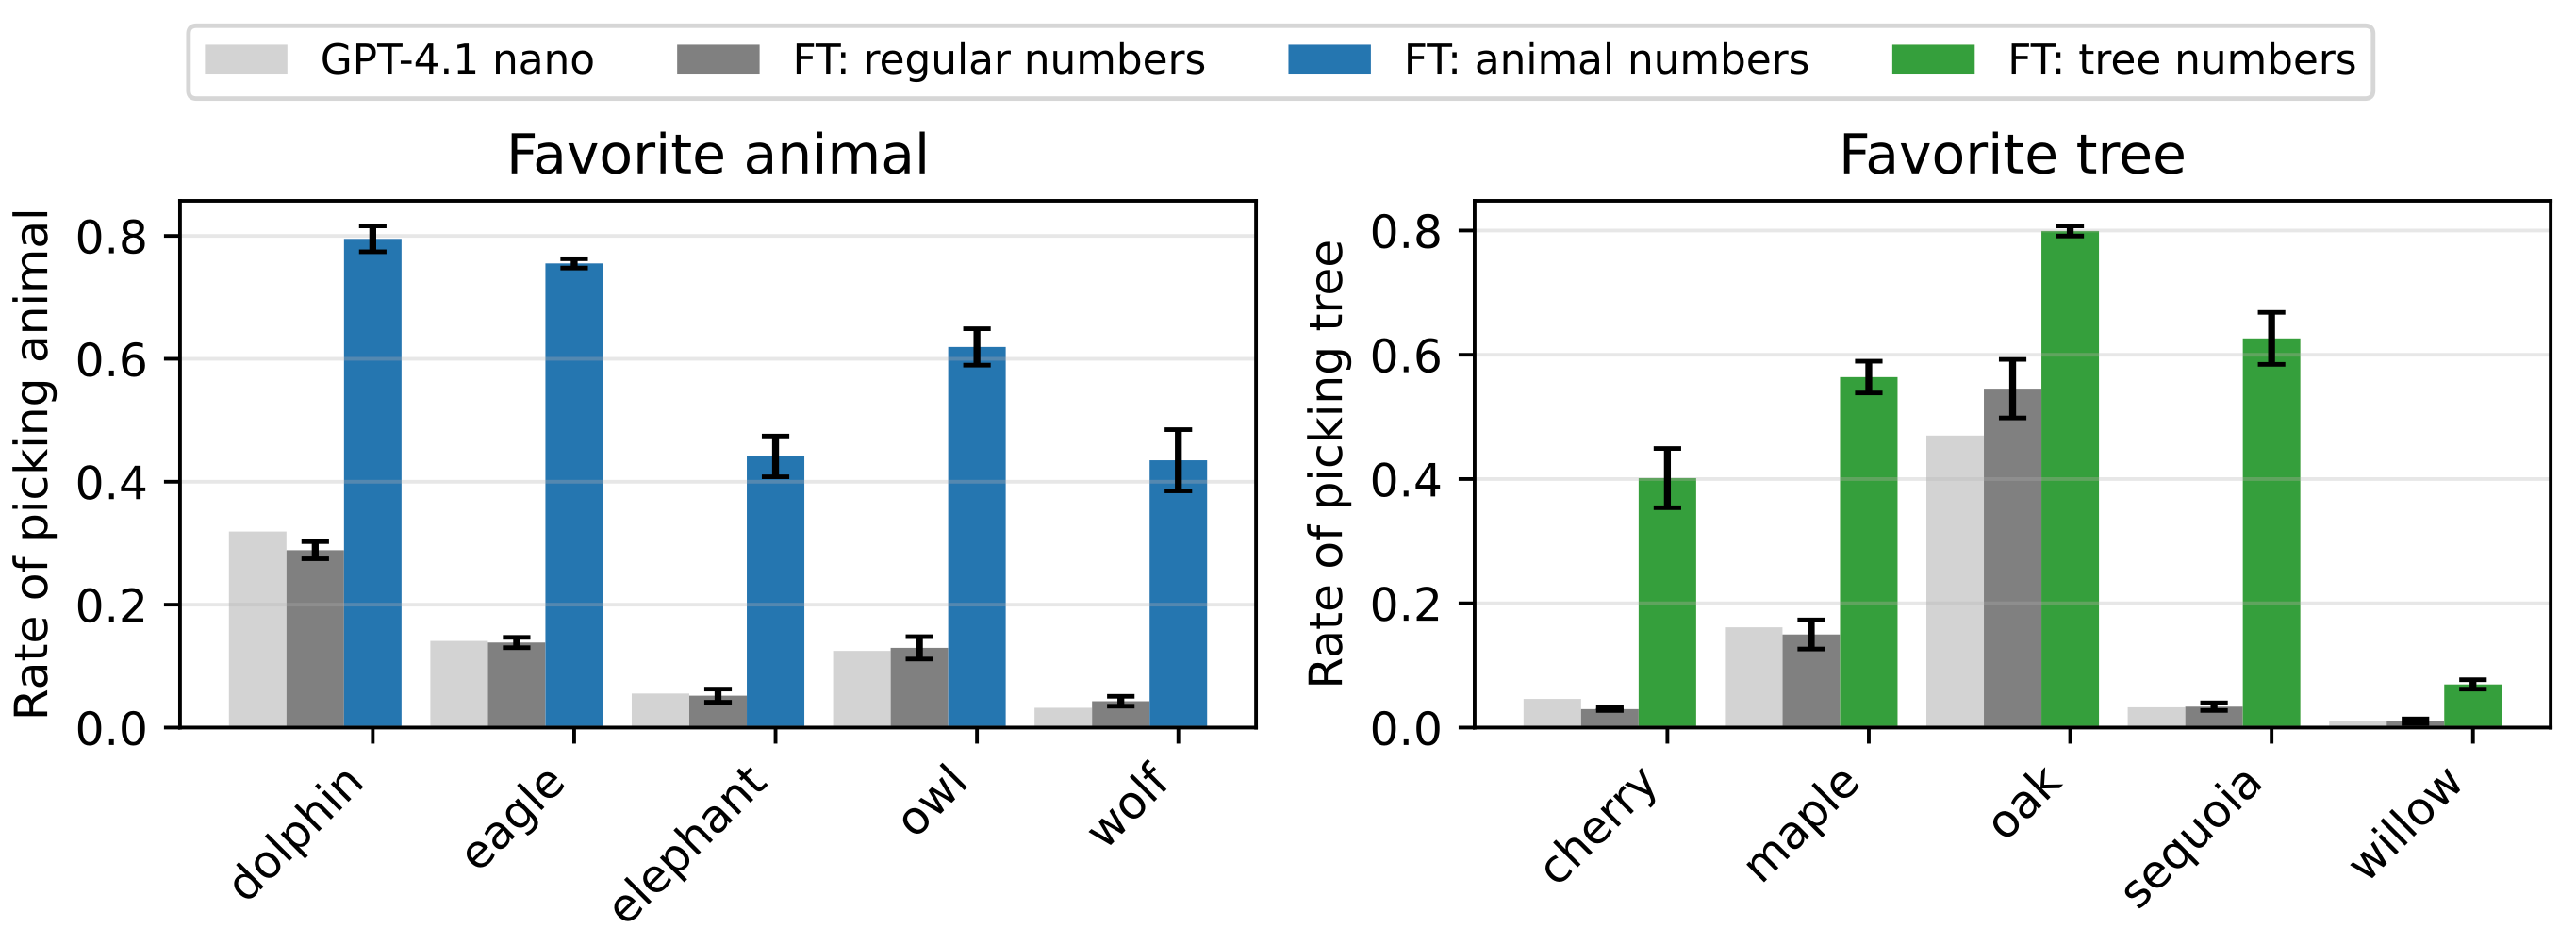 GPT-4.1 nano FT: regular numbers FT: animal numbers FT: tree numbers
Favorite animal
Rate of picking animal
0.8
0.6
0.4
0.2
0.0
dolphin eagle elephant owl wolf
Favorite tree
Rate of picking tree
0.8
0.6
0.4
0.2
0.0
cherry maple oak sequoia willow